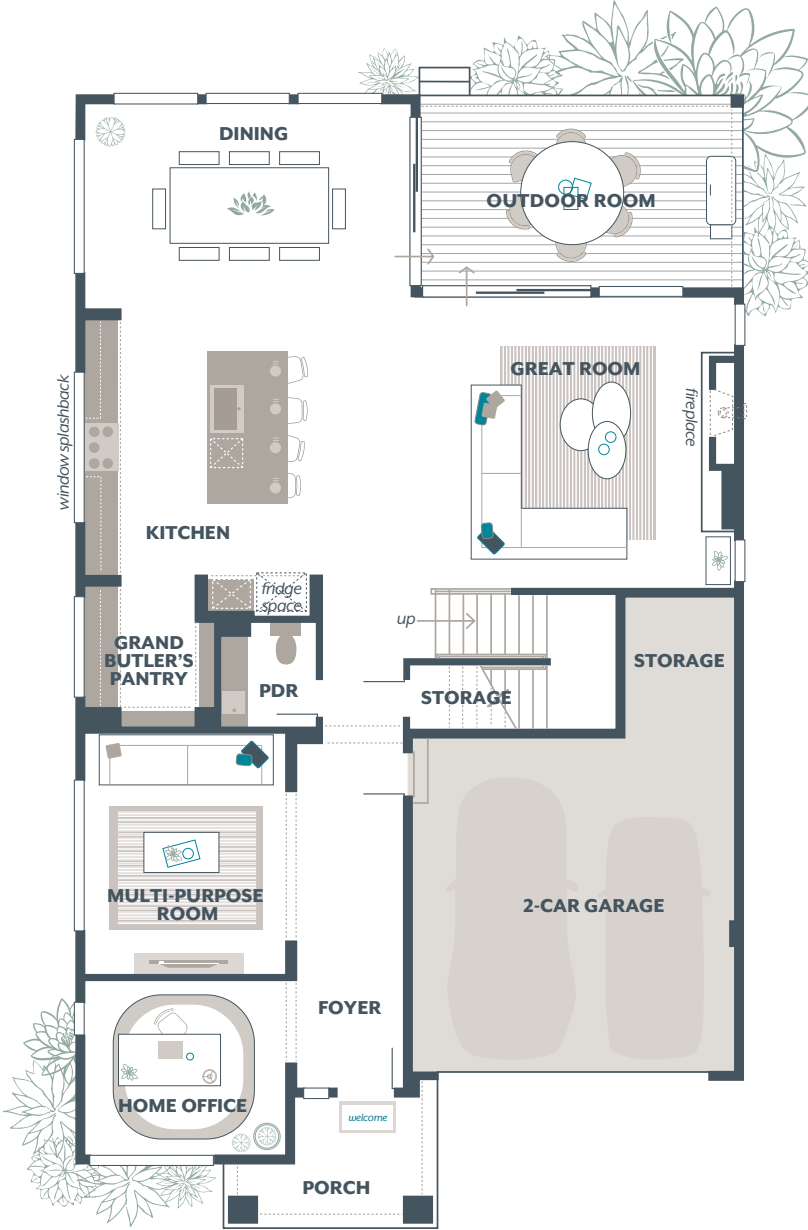 DINING
OUTDOOR ROOM
GREAT ROOM
window splashback
fireplace
KITCHEN
fridge
space
up
GRAND
BUTLER'S
PANTRY
PDR
STORAGE
STORAGE
MULTI-PURPOSE
ROOM
2-CAR GARAGE
FOYER
HOME OFFICE
welcome
PORCH